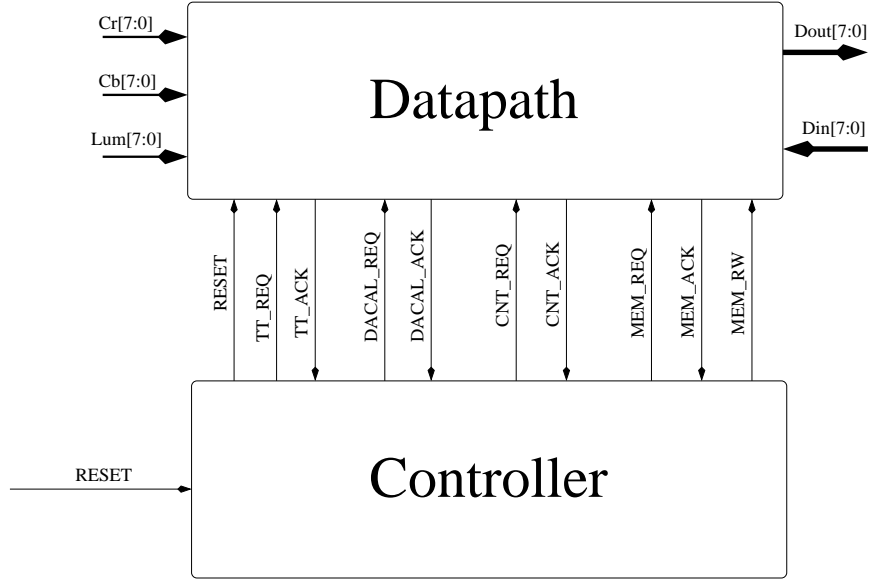 Cr[7:0]
Cb[7:0]
Lum[7:0]
Datapath
Dout[7:0]
Din[7:0]
RESET
TT_REQ
TT_ACK
DACAL_REQ
DACAL_ACK
CNT_REQ
CNT_ACK
MEM_REQ
MEM_ACK
MEM_RW
RESET
Controller